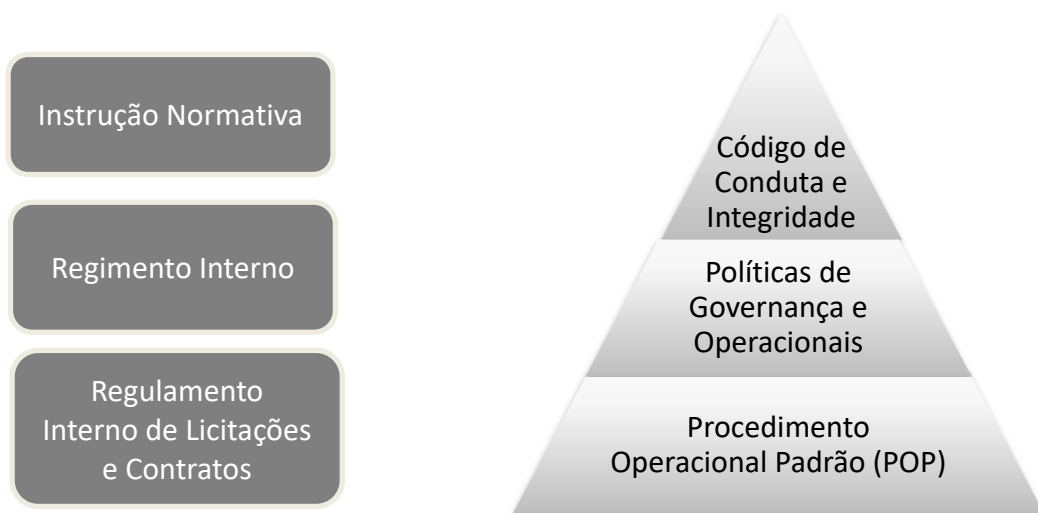 Instrução Normativa
Regimento Interno
Regulamento
Interno de Licitações
e Contratos
Código de
Conduta e
Integridade
Políticas de
Governança e
Operacionais
Procedimento
Operacional Padrão (POP)